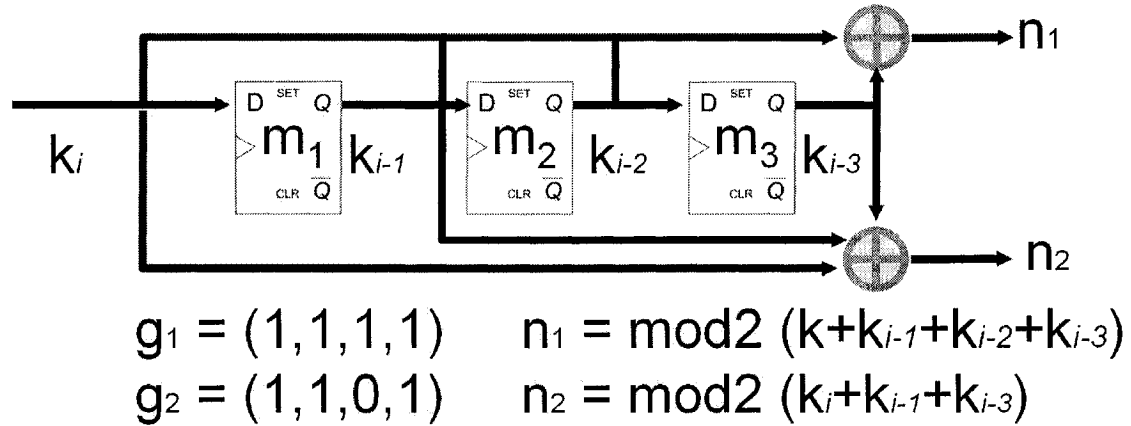 n₁
D SET Q D SET Q D SET Q
m₁ m₂ m₃
kᵢ kᵢ₋₁ kᵢ₋₂ kᵢ₋₃
CLR Q̅ CLR Q̅ CLR Q̅
n₂
g₁ = (1,1,1,1) n₁ = mod2 (k+kᵢ₋₁+kᵢ₋₂+kᵢ₋₃)
g₂ = (1,1,0,1) n₂ = mod2 (kᵢ+kᵢ₋₁+kᵢ₋₃)